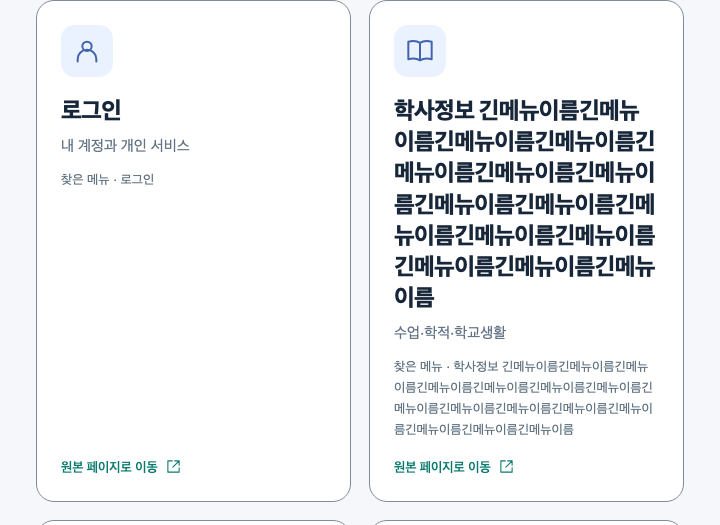 로그인
내 계정과 개인 서비스
찾은 메뉴 · 로그인
원본 페이지로 이동
학사정보 긴메뉴이름긴메뉴
이름긴메뉴이름긴메뉴이름긴
메뉴이름긴메뉴이름긴메뉴이
름긴메뉴이름긴메뉴이름긴메
뉴이름긴메뉴이름긴메뉴이름
긴메뉴이름긴메뉴이름긴메뉴
이름
수업·학적·학교생활
찾은 메뉴 · 학사정보 긴메뉴이름긴메뉴이름긴메뉴
이름긴메뉴이름긴메뉴이름긴메뉴이름긴메뉴이름긴
메뉴이름긴메뉴이름긴메뉴이름긴메뉴이름긴메뉴이
름긴메뉴이름긴메뉴이름긴메뉴이름
원본 페이지로 이동